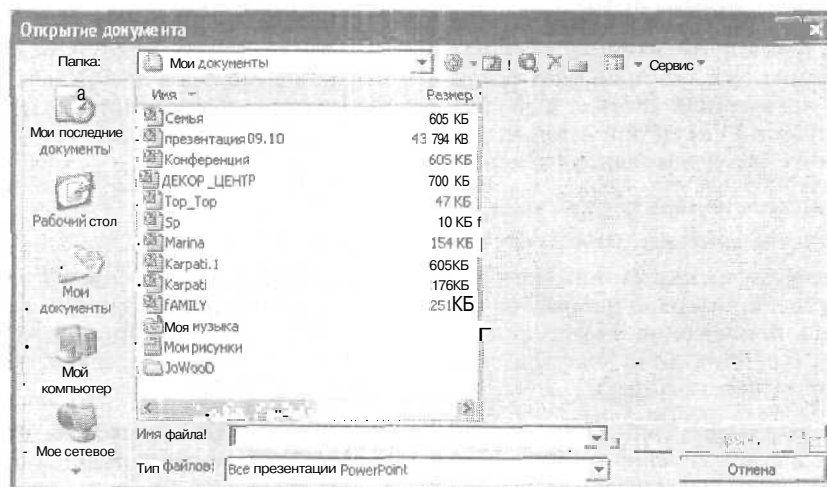 Открытие документа
Папка: Мои документы Сервис
Имя Размер
Семья 605 КБ
презентация 09.10 43 794 КВ
Конференция 605 КБ
ДЕКОР_ЦЕНТР 700 КБ
Top_Top 47 КБ
Sp 10 КБ
Marina 154 КБ
Karpati.1 605КБ
Karpati 176КБ
fAMILY 251КБ
Моя музыка
Мои рисунки
JoWooD
Мои последние
документы
Рабочий стол
Мои
документы
Мой
компьютер
Мое сетевое
Имя файла!
Тип файлов: Все презентации PowerPoint
Отмена